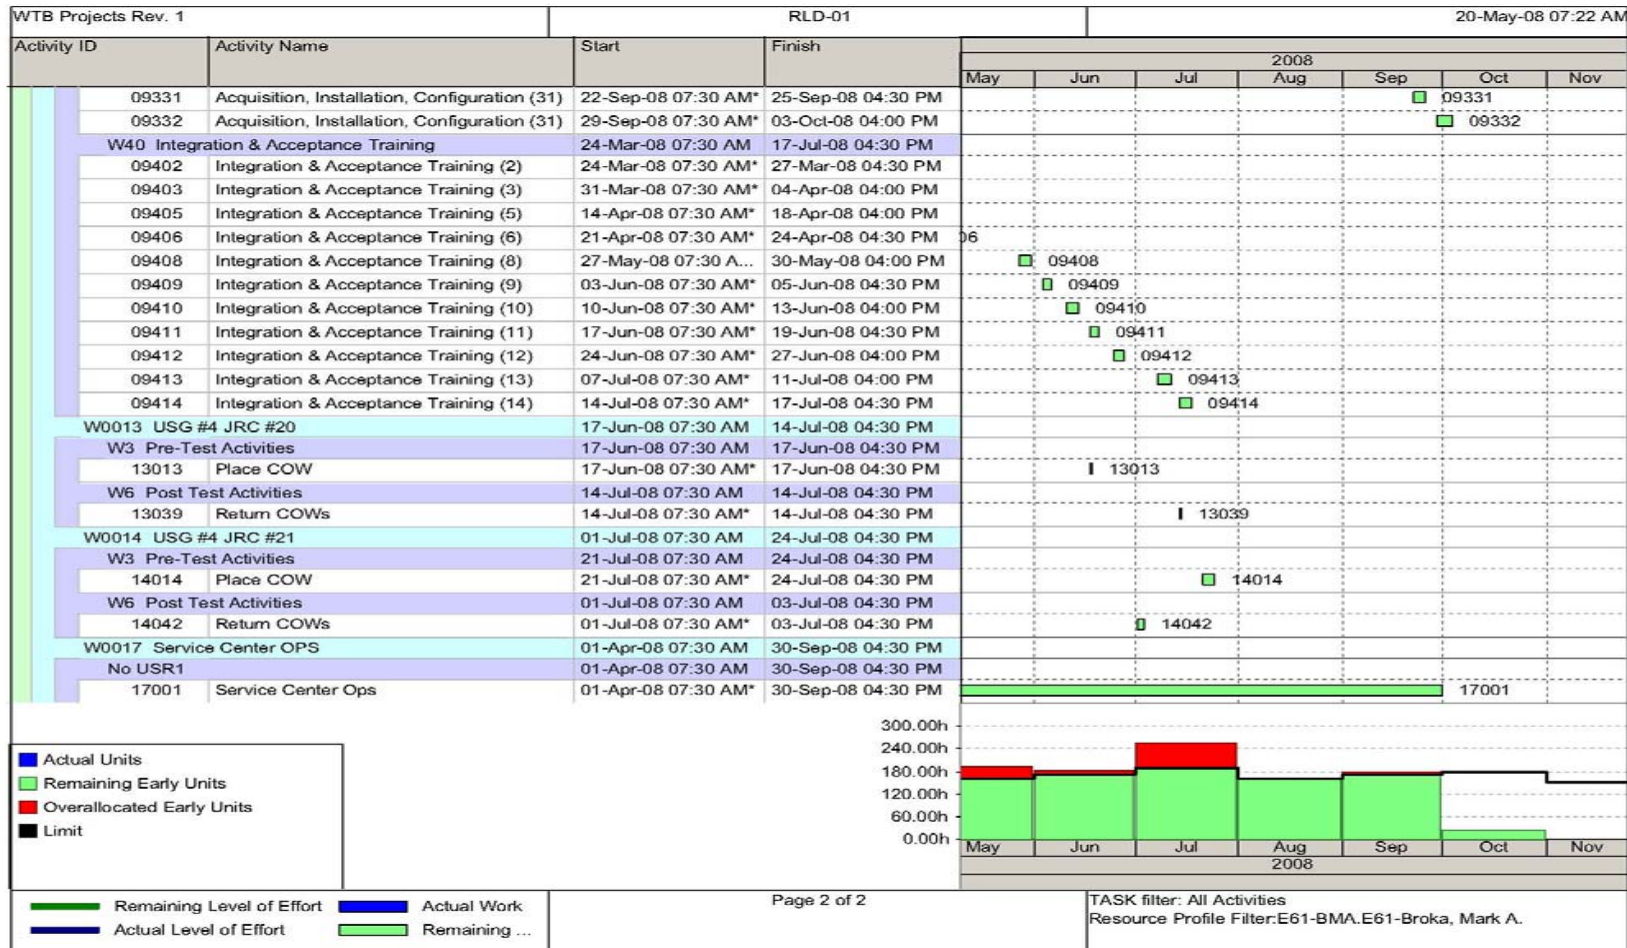 WTB Projects Rev. 1 RLD-01 20-May-08 07:22 AM
Activity ID Activity Name Start Finish
2008
May Jun Jul Aug Sep Oct Nov
09331 Acquisition, Installation, Configuration (31) 22-Sep-08 07:30 AM* 25-Sep-08 04:30 PM 09331
09332 Acquisition, Installation, Configuration (31) 29-Sep-08 07:30 AM* 03-Oct-08 04:00 PM 09332
W40 Integration & Acceptance Training 24-Mar-08 07:30 AM 17-Jul-08 04:30 PM
09402 Integration & Acceptance Training (2) 24-Mar-08 07:30 AM* 27-Mar-08 04:30 PM
09403 Integration & Acceptance Training (3) 31-Mar-08 07:30 AM* 04-Apr-08 04:00 PM
09405 Integration & Acceptance Training (5) 14-Apr-08 07:30 AM* 18-Apr-08 04:00 PM
09406 Integration & Acceptance Training (6) 21-Apr-08 07:30 AM* 24-Apr-08 04:30 PM 06
09408 Integration & Acceptance Training (8) 27-May-08 07:30 A... 30-May-08 04:00 PM 09408
09409 Integration & Acceptance Training (9) 03-Jun-08 07:30 AM* 05-Jun-08 04:30 PM 09409
09410 Integration & Acceptance Training (10) 10-Jun-08 07:30 AM* 13-Jun-08 04:00 PM 09410
09411 Integration & Acceptance Training (11) 17-Jun-08 07:30 AM* 19-Jun-08 04:30 PM 09411
09412 Integration & Acceptance Training (12) 24-Jun-08 07:30 AM* 27-Jun-08 04:00 PM 09412
09413 Integration & Acceptance Training (13) 07-Jul-08 07:30 AM* 11-Jul-08 04:00 PM 09413
09414 Integration & Acceptance Training (14) 14-Jul-08 07:30 AM* 17-Jul-08 04:30 PM 09414
W0013 USG #4 JRC #20 17-Jun-08 07:30 AM 14-Jul-08 04:30 PM
W3 Pre-Test Activities 17-Jun-08 07:30 AM 17-Jun-08 04:30 PM
13013 Place COW 17-Jun-08 07:30 AM* 17-Jun-08 04:30 PM 13013
W6 Post Test Activities 14-Jul-08 07:30 AM 14-Jul-08 04:30 PM
13039 Return COWs 14-Jul-08 07:30 AM* 14-Jul-08 04:30 PM 13039
W0014 USG #4 JRC #21 01-Jul-08 07:30 AM 24-Jul-08 04:30 PM
W3 Pre-Test Activities 21-Jul-08 07:30 AM 24-Jul-08 04:30 PM
14014 Place COW 21-Jul-08 07:30 AM* 24-Jul-08 04:30 PM 14014
W6 Post Test Activities 01-Jul-08 07:30 AM 03-Jul-08 04:30 PM
14042 Return COWs 01-Jul-08 07:30 AM* 03-Jul-08 04:30 PM 14042
W0017 Service Center OPS 01-Apr-08 07:30 AM 30-Sep-08 04:30 PM
No USR1 01-Apr-08 07:30 AM 30-Sep-08 04:30 PM
17001 Service Center Ops 01-Apr-08 07:30 AM* 30-Sep-08 04:30 PM 17001
300.00h
240.00h
180.00h
120.00h
60.00h
0.00h
Actual Units
Remaining Early Units
Overallocated Early Units
Limit
May Jun Jul Aug Sep Oct Nov
2008
Remaining Level of Effort Actual Work
Actual Level of Effort Remaining ...
Page 2 of 2
TASK filter: All Activities
Resource Profile Filter:E61-BMA.E61-Broka, Mark A.